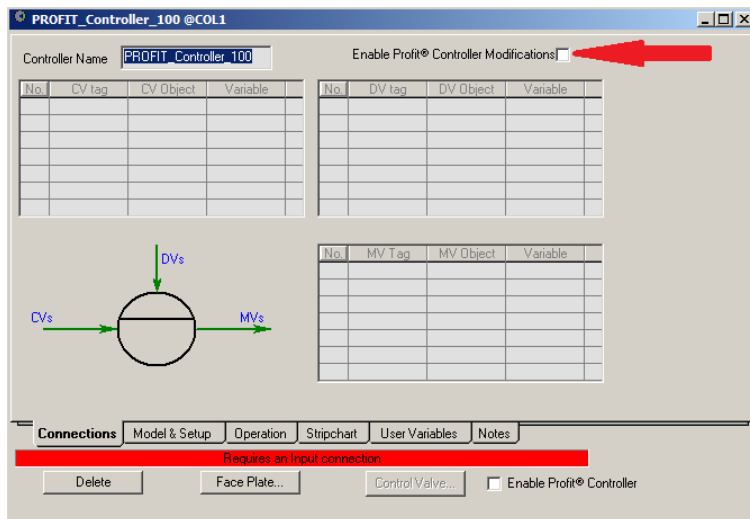 PROFIT_Controller_100 @COL1
Controller Name PROFIT_Controller_100 Enable Profit® Controller Modifications
No. CV tag CV Object Variable
No. DV tag DV Object Variable
No. MV Tag MV Object Variable
DVs
CVs MVs
Connections Model & Setup Operation Stripchart User Variables Notes
Requires an Input connection
Delete Face Plate... Control Valve... Enable Profit® Controller